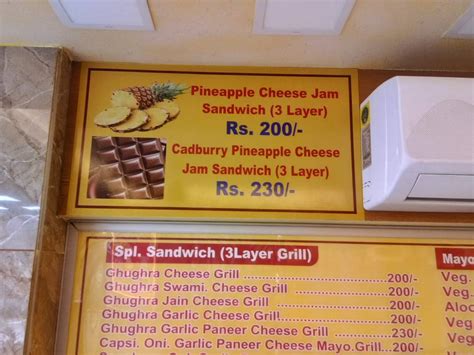 Pineapple Cheese Jam
Sandwich (3 Layer)
Rs. 200/-
Cadburry Pineapple Cheese
Jam Sandwich (3 Layer)
Rs. 230/-
Spl. Sandwich (3Layer Grill)
Ghughra Cheese Grill ..........................200/-
Ghughra Swami. Cheese Grill ..............200/-
Ghughra Jain Cheese Grill ...................200/-
Ghughra Garlic Cheese Grill................200/-
Ghughra Garlic Paneer Cheese Grill ....230/-
Capsi. Oni. Garlic Paneer Cheese Mayo.Grill...200/-
Mayo
Veg.
Veg.
Aloo
Veg.
Veg.